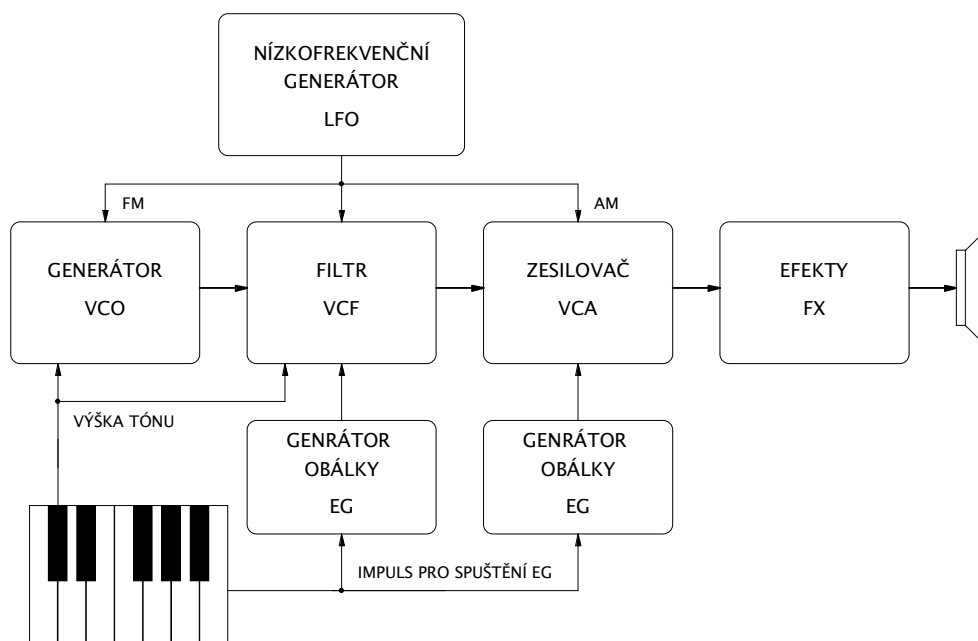 NÍZKOFREKVENČNÍ
GENERÁTOR
LFO
FM
AM
GENERÁTOR
VCO
FILTR
VCF
ZESILOVAČ
VCA
EFEKTY
FX
VÝŠKA TÓNU
GENRÁTOR
OBÁLKY
EG
GENRÁTOR
OBÁLKY
EG
IMPULS PRO SPUŠTĚNÍ EG